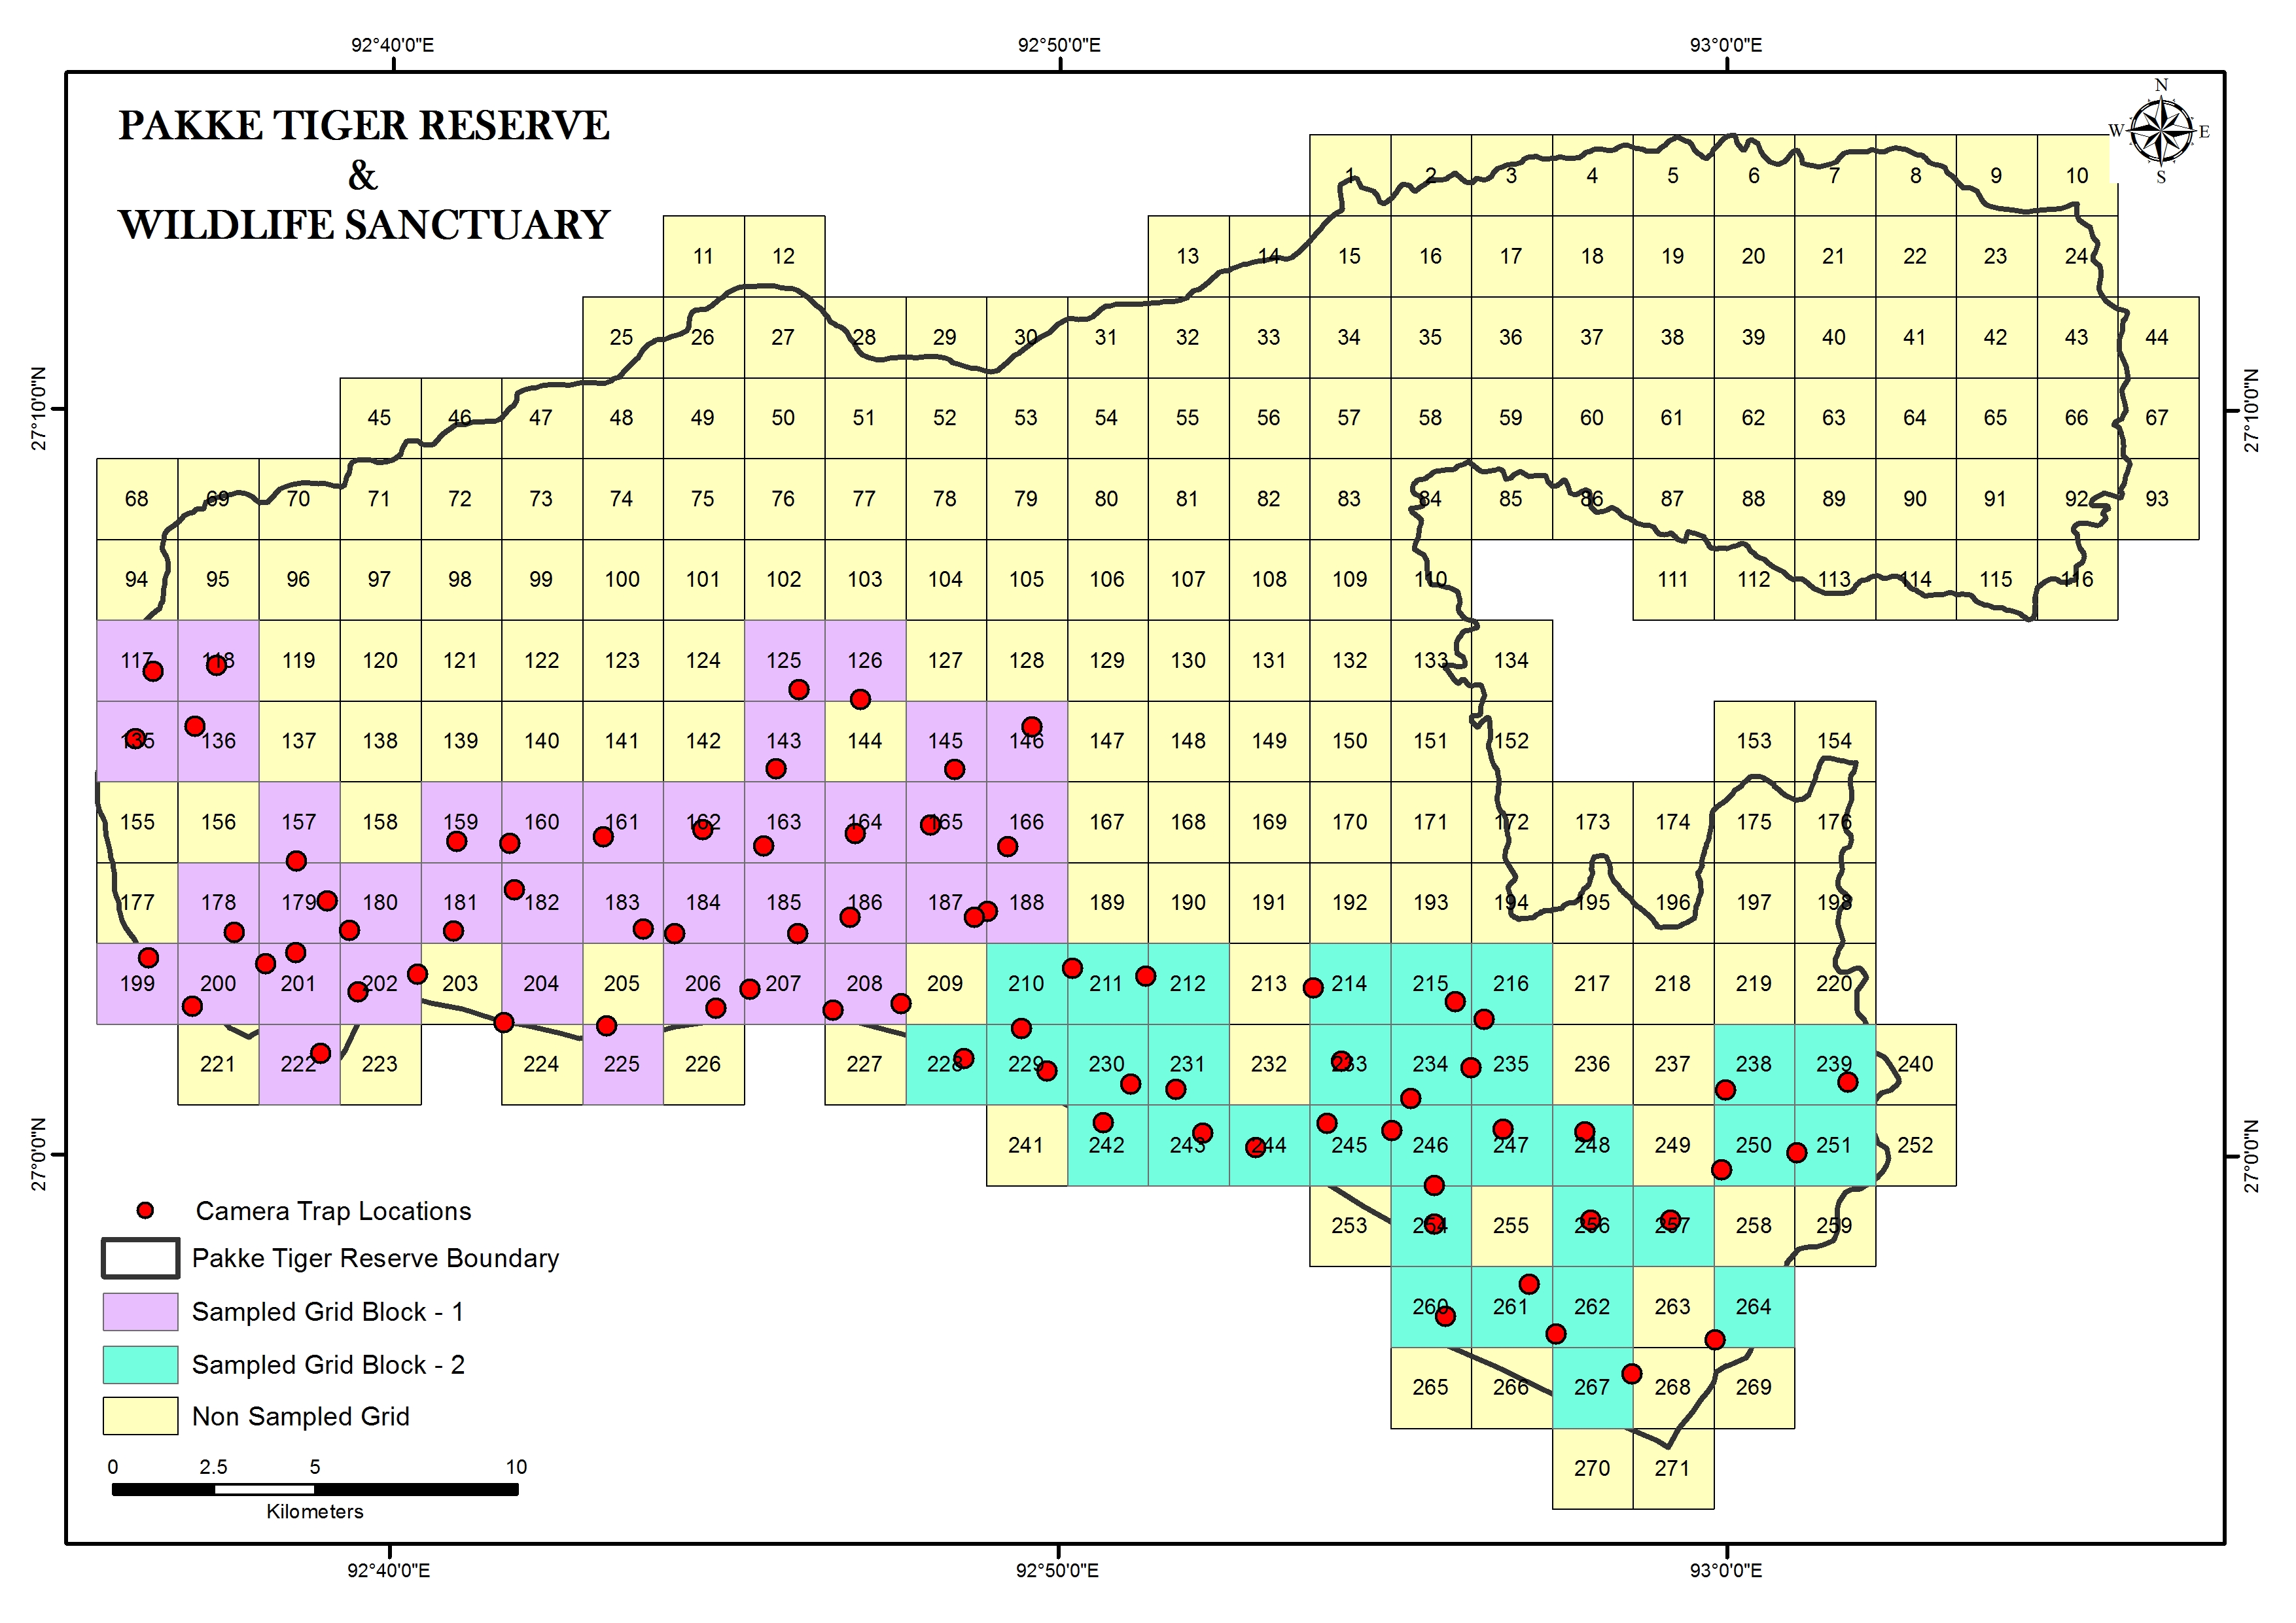 92°40'0"E 92°50'0"E 93°0'0"E
PAKKE TIGER RESERVE
&
WILDLIFE SANCTUARY
N
W E
S
1 2 3 4 5 6 7 8 9 10
11 12 13 14 15 16 17 18 19 20 21 22 23 24
25 26 27 28 29 30 31 32 33 34 35 36 37 38 39 40 41 42 43 44
27°10'0"N 27°10'0"N
45 46 47 48 49 50 51 52 53 54 55 56 57 58 59 60 61 62 63 64 65 66 67
68 69 70 71 72 73 74 75 76 77 78 79 80 81 82 83 84 85 86 87 88 89 90 91 92 93
94 95 96 97 98 99 100 101 102 103 104 105 106 107 108 109 110 111 112 113 114 115 116
117 118 119 120 121 122 123 124 125 126 127 128 129 130 131 132 133 134
135 136 137 138 139 140 141 142 143 144 145 146 147 148 149 150 151 152 153 154
155 156 157 158 159 160 161 162 163 164 165 166 167 168 169 170 171 172 173 174 175 176
177 178 179 180 181 182 183 184 185 186 187 188 189 190 191 192 193 194 195 196 197 198
199 200 201 202 203 204 205 206 207 208 209 210 211 212 213 214 215 216 217 218 219 220
221 222 223 224 225 226 227 228 229 230 231 232 233 234 235 236 237 238 239 240
27°0'0"N 27°0'0"N
241 242 243 244 245 246 247 248 249 250 251 252
253 254 255 256 257 258 259
260 261 262 263 264
265 266 267 268 269
270 271
Camera Trap Locations
Pakke Tiger Reserve Boundary
Sampled Grid Block - 1
Sampled Grid Block - 2
Non Sampled Grid
0 2.5 5 10
Kilometers
92°40'0"E 92°50'0"E 93°0'0"E